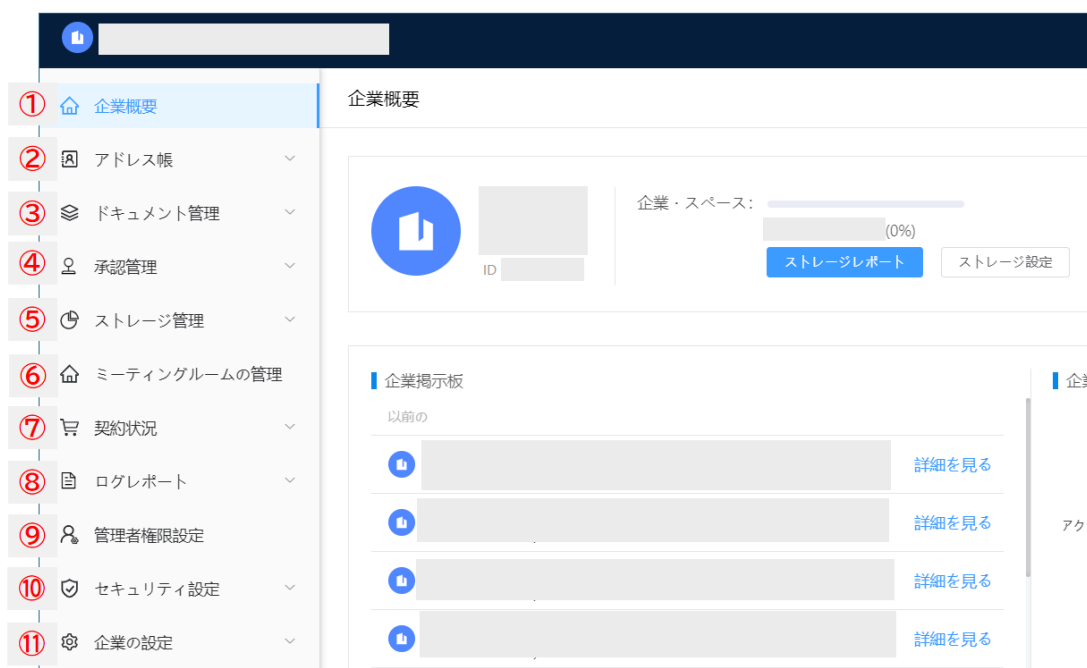 企業概要
① 企業概要
② アドレス帳
③ ドキュメント管理
④ 承認管理
⑤ ストレージ管理
⑥ ミーティングルームの管理
⑦ 契約状況
⑧ ログレポート
⑨ 管理者権限設定
⑩ セキュリティ設定
⑪ 企業の設定
企業・スペース：
(0%)
ID
ストレージレポート ストレージ設定
企業掲示板
以前の
詳細を見る
詳細を見る
詳細を見る
詳細を見る
企業
アク